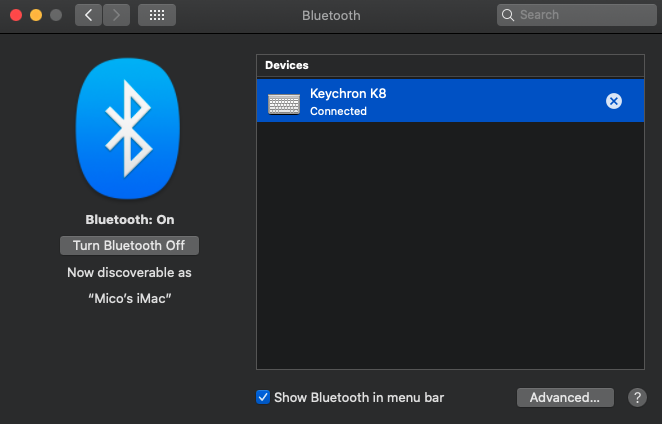 Bluetooth
Search
Devices
Keychron K8
Connected
Bluetooth: On
Turn Bluetooth Off
Now discoverable as
“Mico’s iMac”
Show Bluetooth in menu bar
Advanced...
?